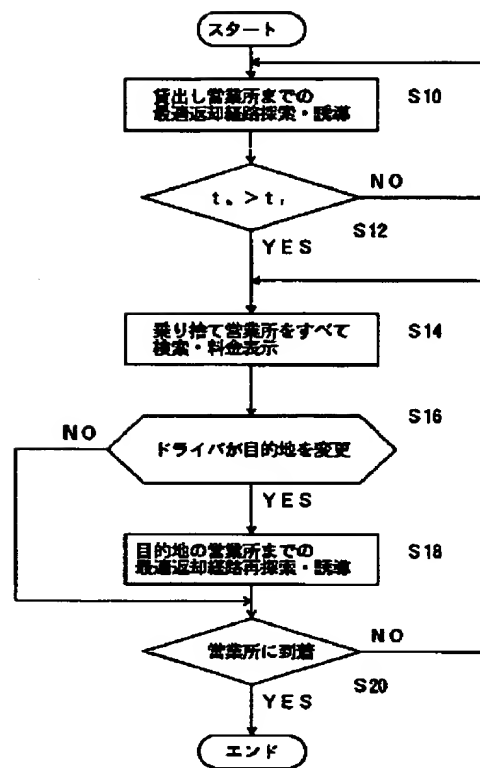 スタート
貸出し営業所までの
最適返却経路探索・誘導
S10
NO
S12
YES
乗り捨て営業所をすべて
検索・料金表示
S14
S16
NO
ドライバが目的地を変更
YES
目的地の営業所までの
最適返却経路再探索・誘導
S18
NO
営業所に到着
S20
YES
エンド